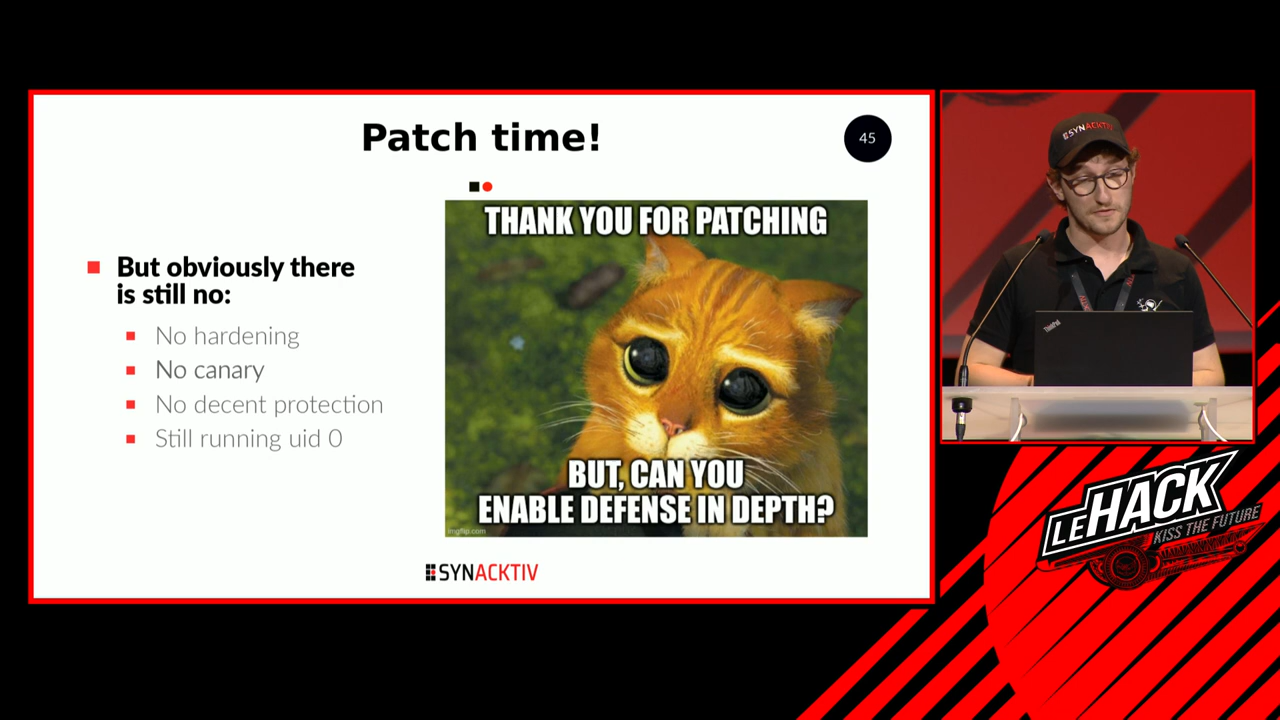 Patch time!
45
But obviously there
is still no:
No hardening
No canary
No decent protection
Still running uid 0
THANK YOU FOR PATCHING
BUT, CAN YOU
ENABLE DEFENSE IN DEPTH?
imgflip.com
SYNACKTIV
SYNACKTIV
ThinkPad
LEHACK
KISS THE FUTURE